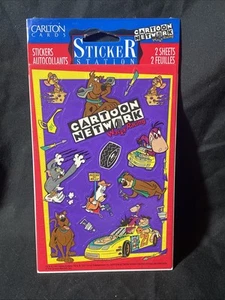 CARLTON
CARDS
STICKER
STATION
STICKERS
AUTOCOLLANTS
2 SHEETS
2 FEUILLES
CARTOON
NETWORK
CARTOON
NETWORK